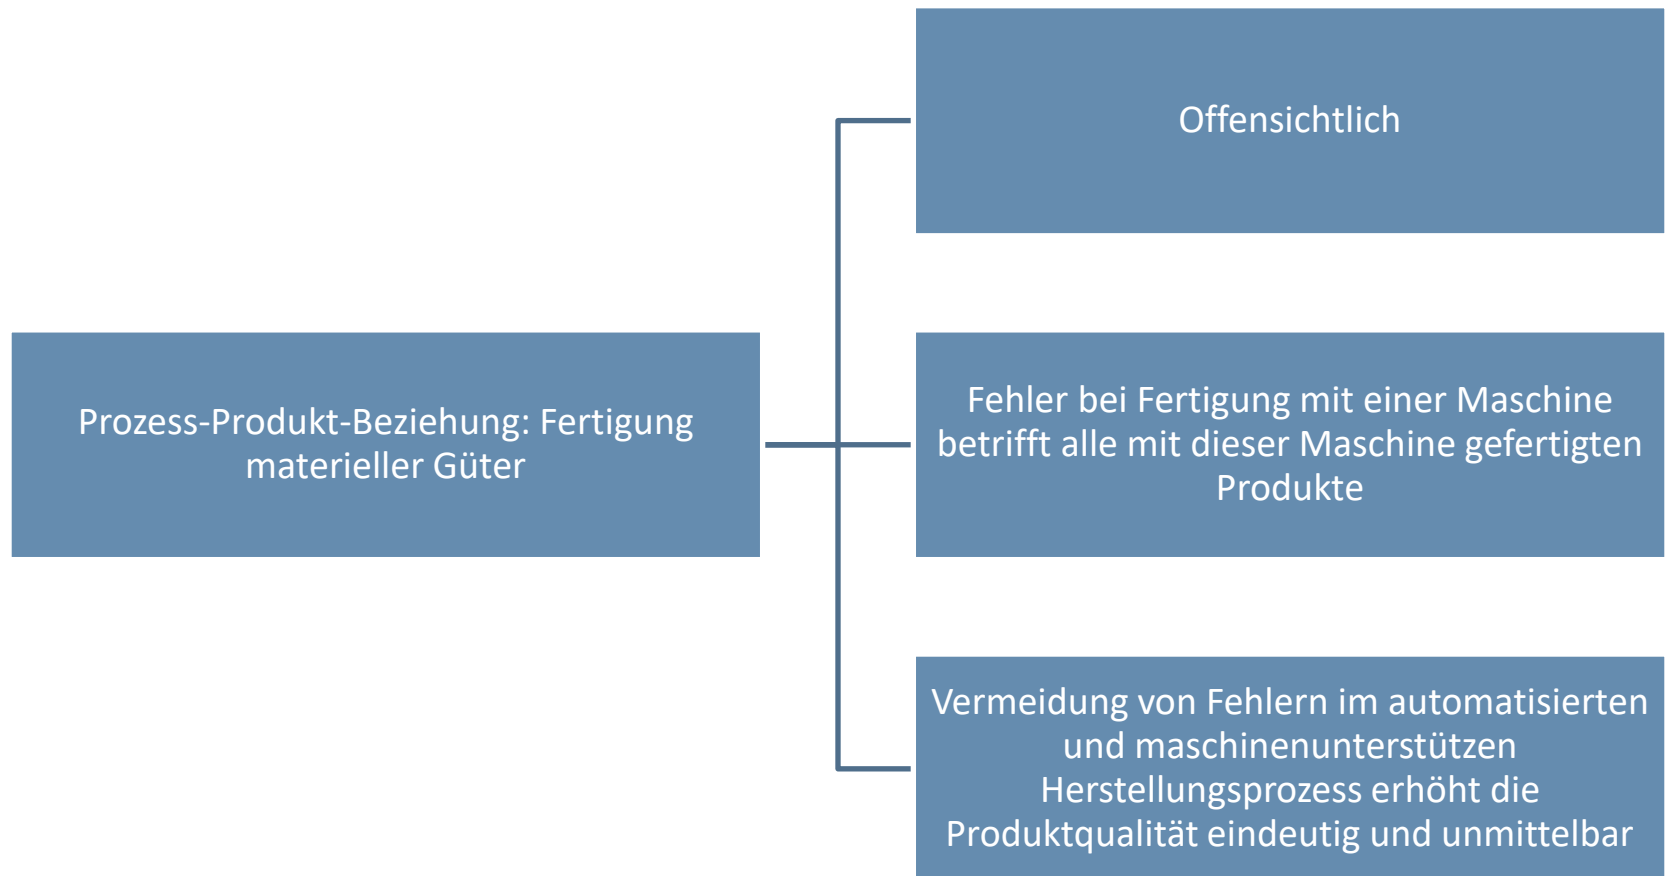 Offensichtlich
Prozess-Produkt-Beziehung: Fertigung
materieller Güter
Fehler bei Fertigung mit einer Maschine
betrifft alle mit dieser Maschine gefertigten
Produkte
Vermeidung von Fehlern im automatisierten
und maschinenunterstützen
Herstellungsprozess erhöht die
Produktqualität eindeutig und unmittelbar